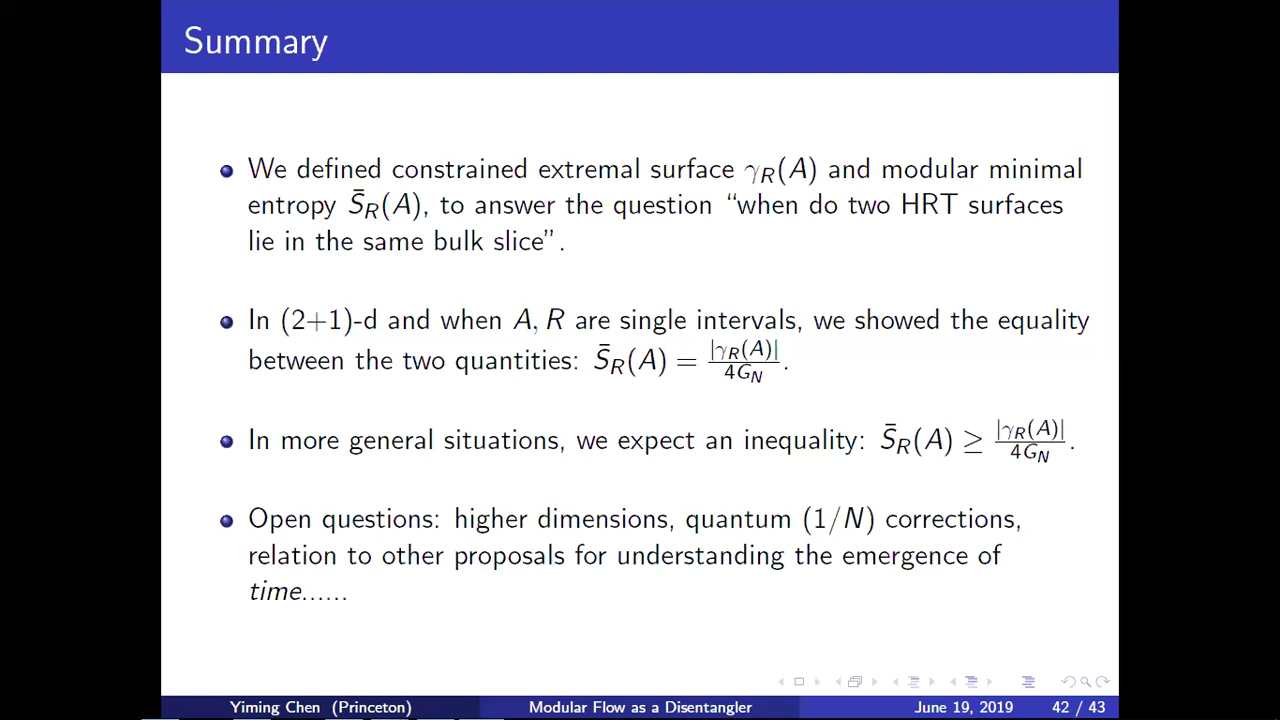 Summary
We defined constrained extremal surface γ_R(A) and modular minimal
entropy S̄_R(A), to answer the question “when do two HRT surfaces
lie in the same bulk slice”.
In (2+1)-d and when A, R are single intervals, we showed the equality
between the two quantities: S̄_R(A) = |γ_R(A)|/4G_N.
In more general situations, we expect an inequality: S̄_R(A) ≥ |γ_R(A)|/4G_N.
Open questions: higher dimensions, quantum (1/N) corrections,
relation to other proposals for understanding the emergence of
time......
Yiming Chen (Princeton) Modular Flow as a Disentangler June 19, 2019 42 / 43